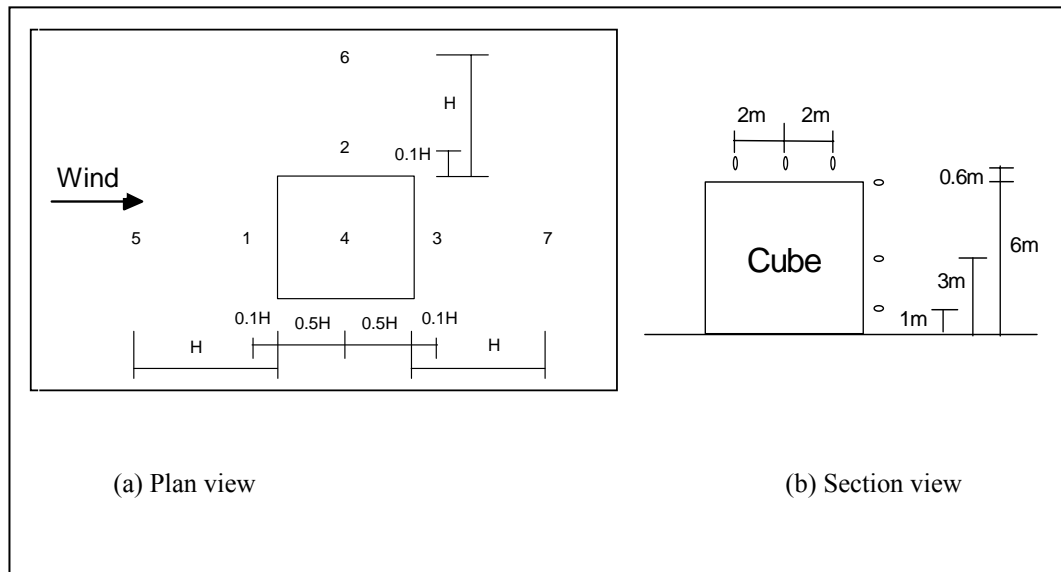 6
H
2
0.1H
Wind
5
1
4
3
7
0.1H
0.5H
0.5H
0.1H
H
H
(a) Plan view
2m
2m
0.6m
Cube
6m
3m
1m
(b) Section view